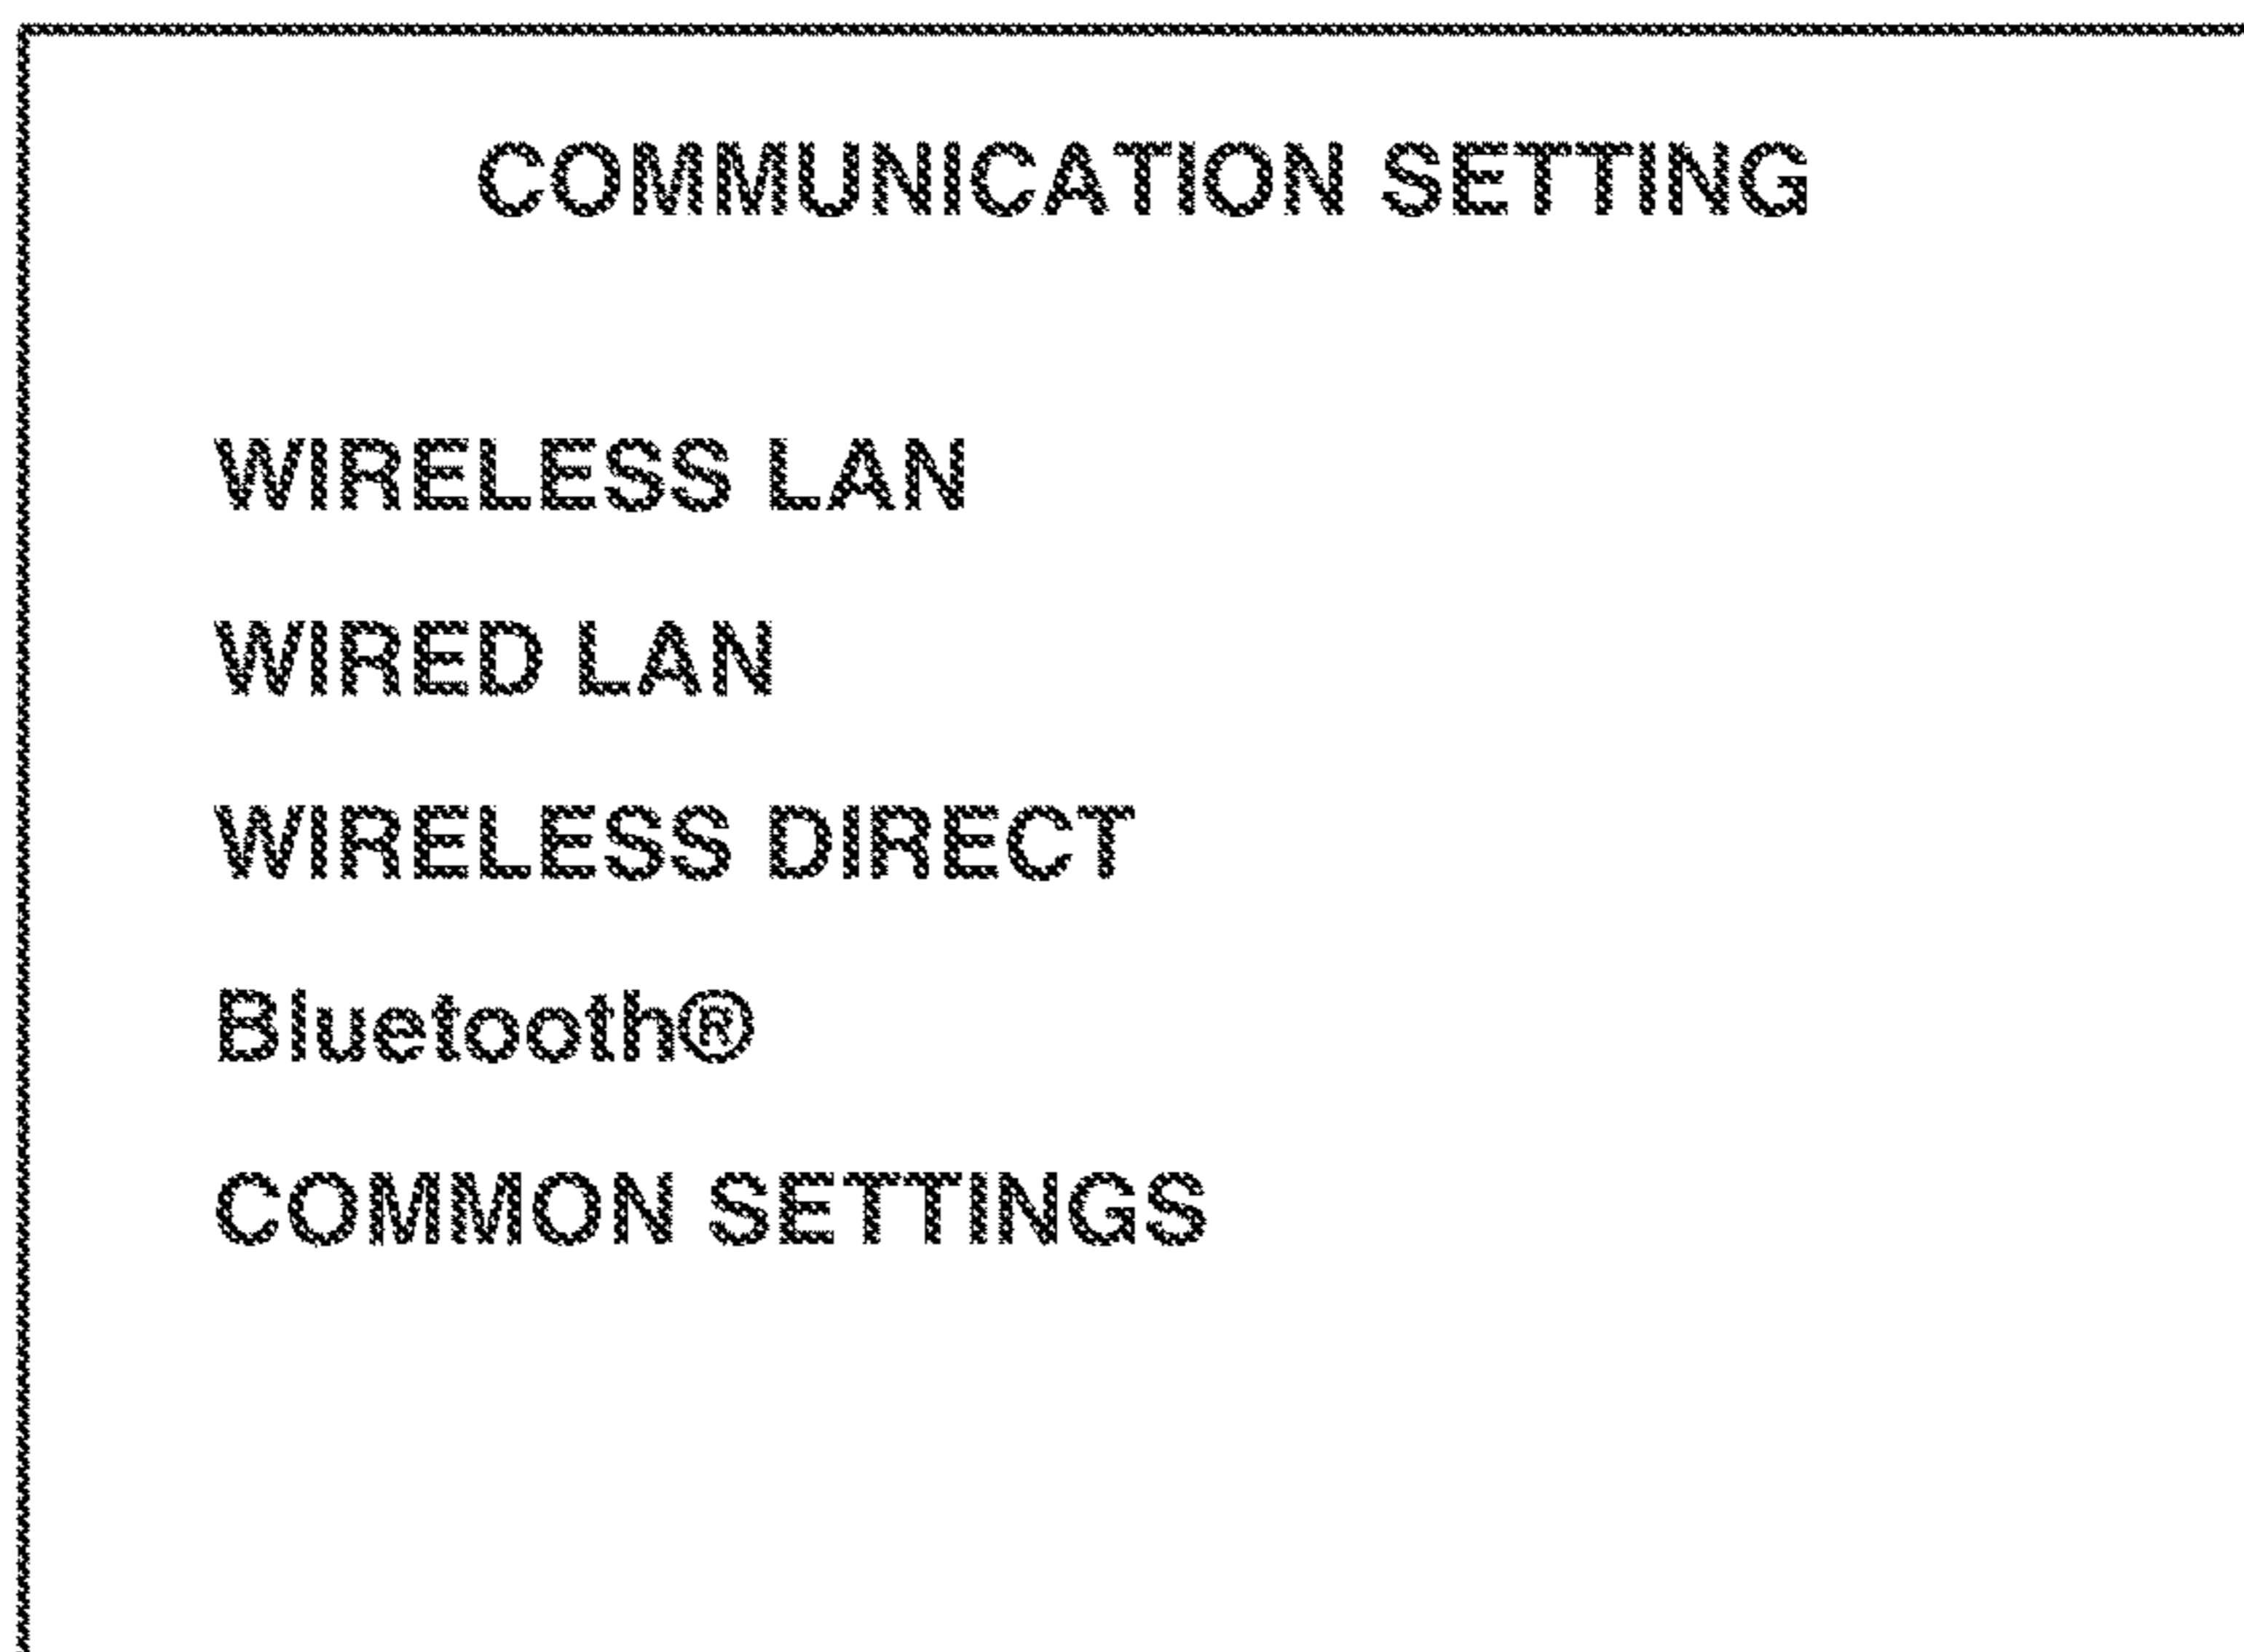 COMMUNICATION SETTING
WIRELESS LAN
WIRED LAN
WIRELESS DIRECT
Bluetooth®
COMMON SETTINGS